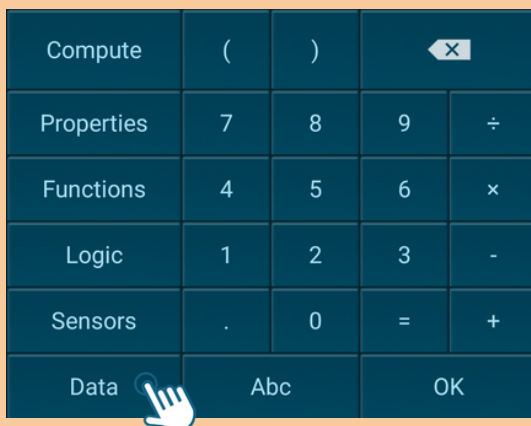 Compute ( )
Properties 7 8 9 ÷
Functions 4 5 6 ×
Logic 1 2 3 -
Sensors . 0 = +
Data Abc OK